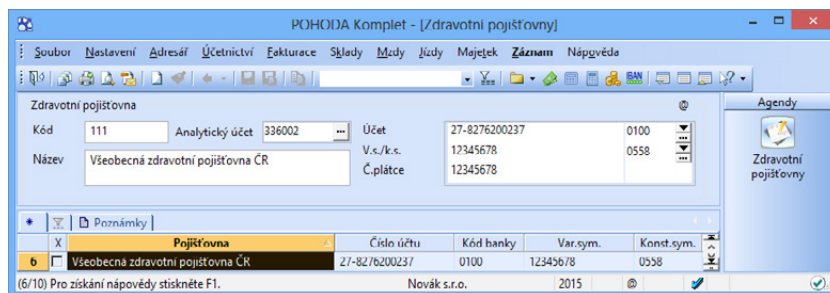 POHODA Komplet - [Zdravotní pojišťovny]
Soubor Nastavení Adresář Účetnictví Fakturace Sklady Mzdy Jízdy Majetek Záznam Nápověda
IBAN
Zdravotní pojišťovna @ Agendy
Kód 111 Analytický účet 336002 ... Účet 27-8276200237 0100
V.s./k.s. 12345678 0558
Název Všeobecná zdravotní pojišťovna ČR Č.plátce 12345678
Zdravotní
pojišťovny
Poznámky
X Pojišťovna Číslo účtu Kód banky Var.sym. Konst.sym.
6 Všeobecná zdravotní pojišťovna ČR 27-8276200237 0100 12345678 0558
(6/10) Pro získání nápovědy stiskněte F1. Novák s.r.o. 2015 @